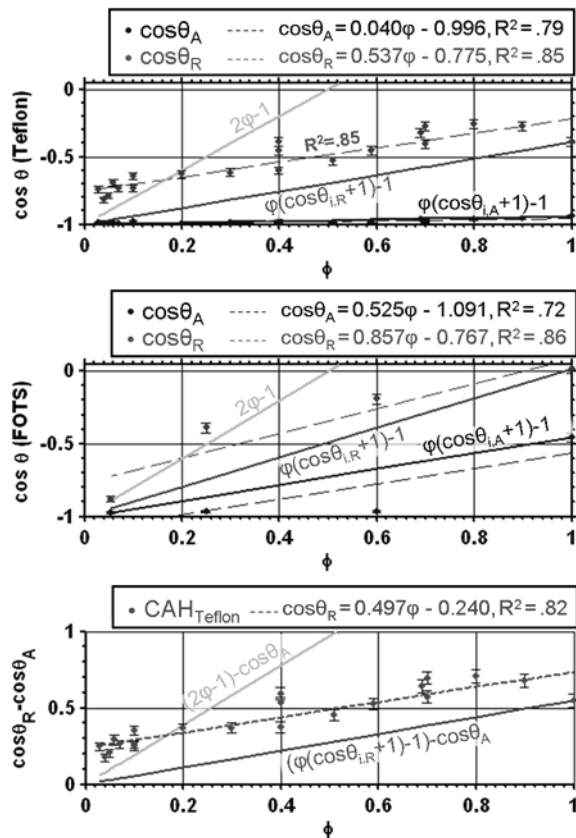 cosθA cosθA=0.040φ - 0.996, R²= .79
cosθR cosθR=0.537φ - 0.775, R²= .85
cos θ (Teflon)
0
-0.5
-1
2φ-1
R²=.85
φ(cosθi,R+1)-1
φ(cosθi,A+1)-1
0 0.2 0.4 0.6 0.8 1
ϕ
cosθA cosθA=0.525φ - 1.091, R²= .72
cosθR cosθR=0.857φ - 0.767, R²= .86
cos θ (FOTS)
0
-0.5
-1
2φ-1
φ(cosθi,R+1)-1
φ(cosθi,A+1)-1
0 0.2 0.4 0.6 0.8 1
ϕ
CAHTeflon cosθR=0.497φ - 0.240, R²= .82
cosθR-cosθA
1
0.5
0
(2φ-1)-cosθA
(φ(cosθi,R+1)-1)-cosθA
0 0.2 0.4 0.6 0.8 1
ϕ